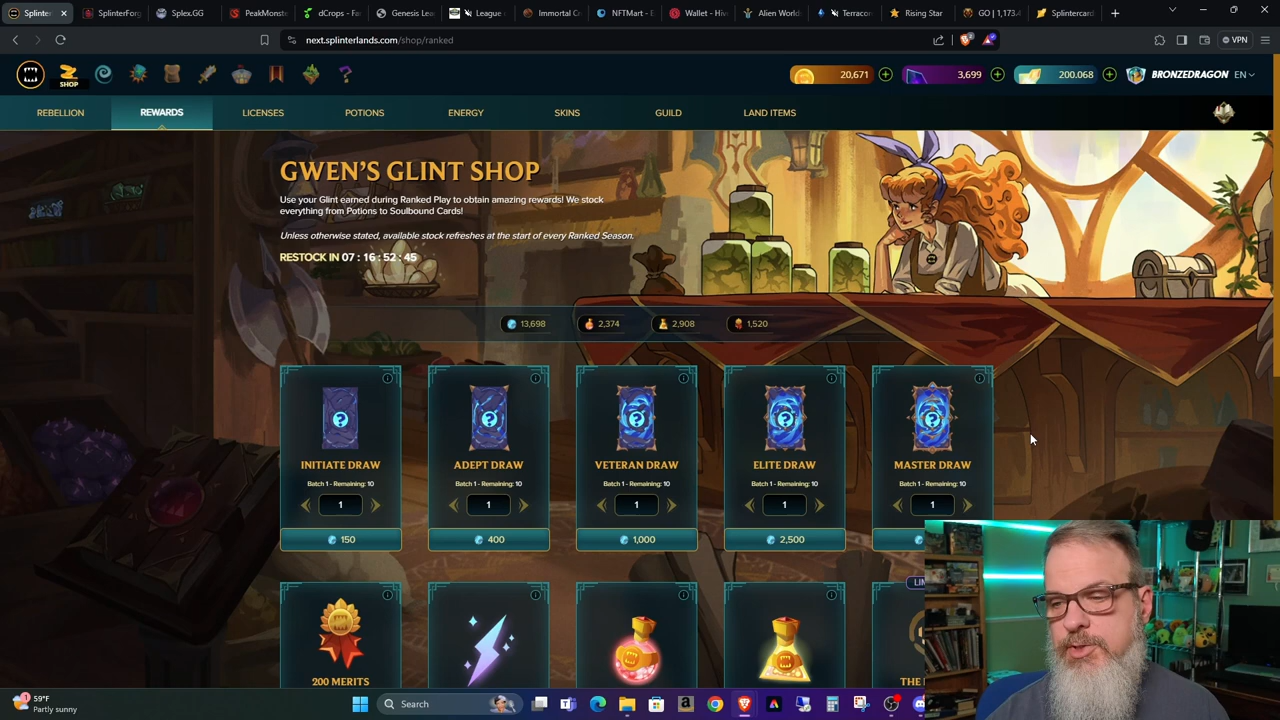 Splinter
SplinterForg
Splex.GG
PeakMonste
dCrops - Fa
Genesis Lea
League
Immortal Cr
NFTMart - E
Wallet - Hiv
Alien World
Terracor
Rising Star
GO | 1,173.4
Splintercard
next.splinterlands.com/shop/ranked
VPN
SHOP
20,671
3,699
200.068
BRONZEDRAGON
EN
REBELLION
REWARDS
LICENSES
POTIONS
ENERGY
SKINS
GUILD
LAND ITEMS
GWEN'S GLINT SHOP
Use your Glint earned during Ranked Play to obtain amazing rewards! We stock
everything from Potions to Soulbound Cards!
Unless otherwise stated, available stock refreshes at the start of every Ranked Season.
RESTOCK IN 07 : 16 : 52 : 45
13,698
2,374
2,908
1,520
INITIATE DRAW
Batch 1 - Remaining: 10
1
150
ADEPT DRAW
Batch 1 - Remaining: 10
1
400
VETERAN DRAW
Batch 1 - Remaining: 10
1
1,000
ELITE DRAW
Batch 1 - Remaining: 10
1
2,500
MASTER DRAW
Batch 1 - Remaining: 10
1
200 MERITS
59°F
Partly sunny
Search